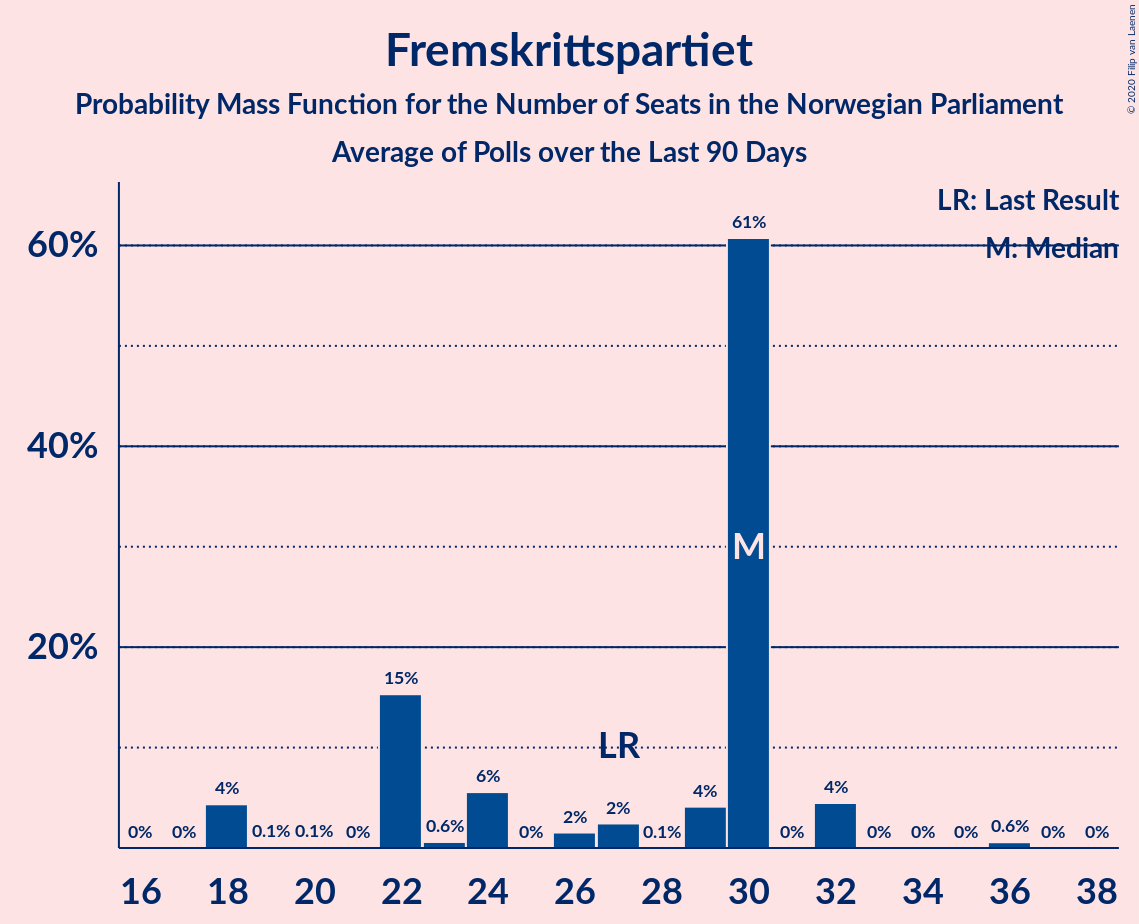 Fremskrittspartiet
Probability Mass Function for the Number of Seats in the Norwegian Parliament
Average of Polls over the Last 90 Days
© 2020 Filip van Laenen
LR: Last Result
M: Median
60%
40%
20%
0% 0% 4% 0.1% 0.1% 0% 15% 0.6% 6% 0% 2% 2% 0.1% 4% 61% 0% 4% 0% 0% 0% 0.6% 0% 0%
LR
M
16 18 20 22 24 26 28 30 32 34 36 38